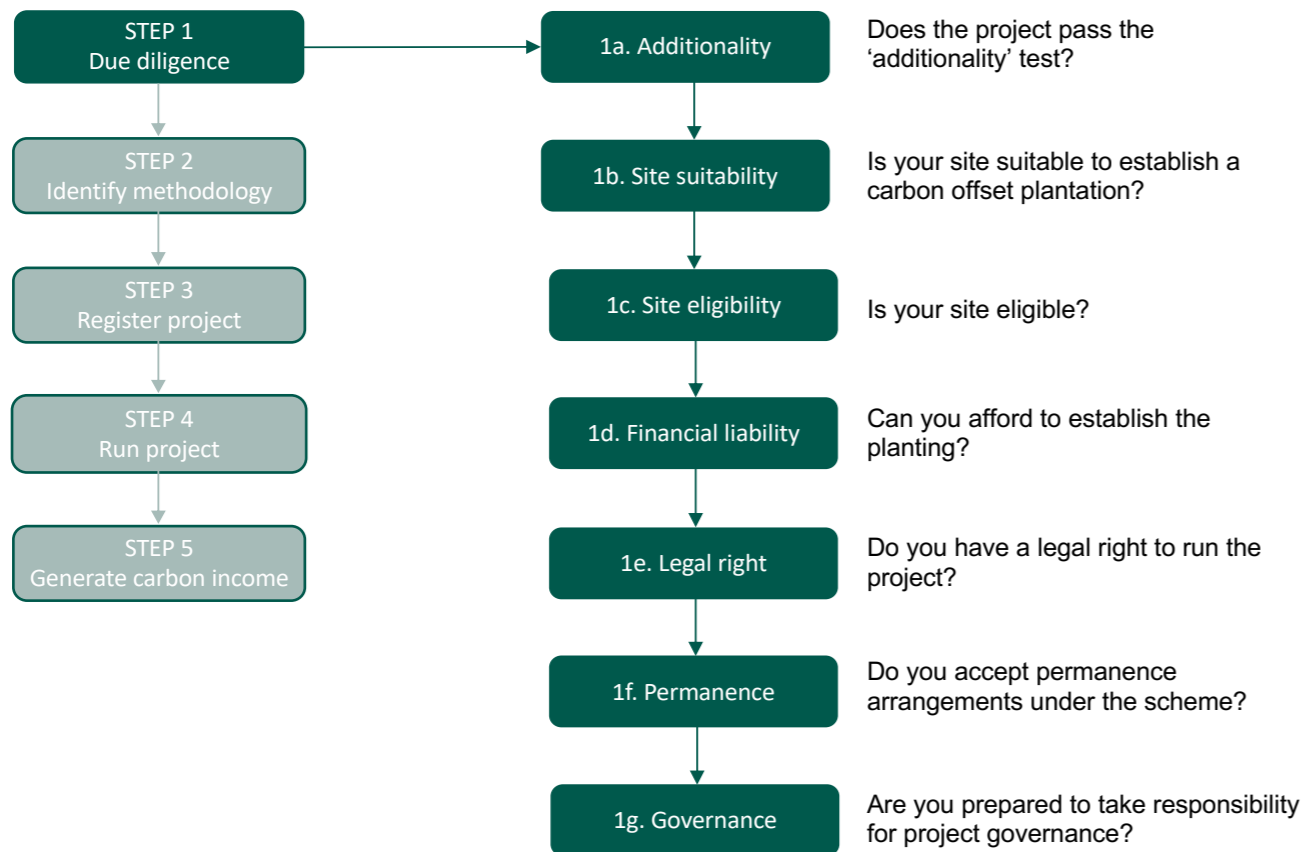 STEP 1
Due diligence
STEP 2
Identify methodology
STEP 3
Register project
STEP 4
Run project
STEP 5
Generate carbon income
1a. Additionality
Does the project pass the
‘additionality’ test?
1b. Site suitability
Is your site suitable to establish a
carbon offset plantation?
1c. Site eligibility
Is your site eligible?
1d. Financial liability
Can you afford to establish the
planting?
1e. Legal right
Do you have a legal right to run the
project?
1f. Permanence
Do you accept permanence
arrangements under the scheme?
1g. Governance
Are you prepared to take responsibility
for project governance?